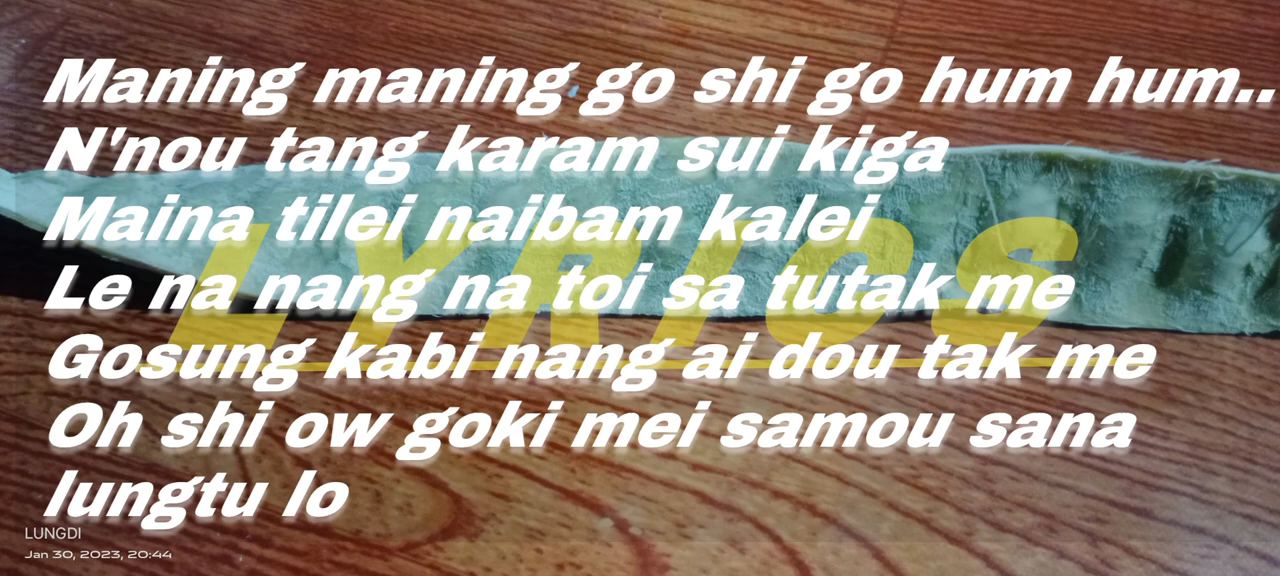 Maning maning go shi go hum hum..
N'nou tang karam sui kiga
Maina tilei naibam kalei
LYRICS
Le na nang na toi sa tutak me
Gosung kabi nang ai dou tak me
Oh shi ow goki mei samou sana
lungtu lo
LUNGDI
Jan 30, 2023, 20:44